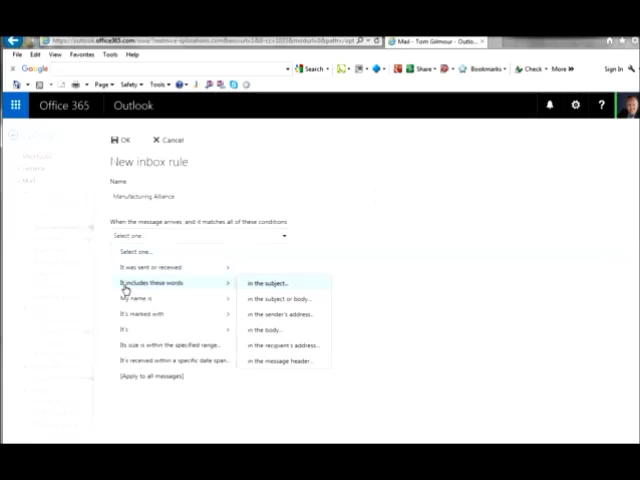 Mail - Tom Gilmour - Outlo...
File Edit View Favorites Tools Help
Google Search Share Bookmarks Check More » Sign In
Page Safety Tools
Office 365 Outlook ?
OK Cancel
New inbox rule
Name
Manufacturing Alliance
When the message arrives, and it matches all of these conditions
Select one...
Select one...
It was sent or received >
It includes these words > in the subject...
My name is > in the subject or body...
It's marked with > in the sender's address...
It's > in the body...
Its size is within the specified range... in the recipient's address...
It's received within a specific date span... in the message header...
[Apply to all messages]